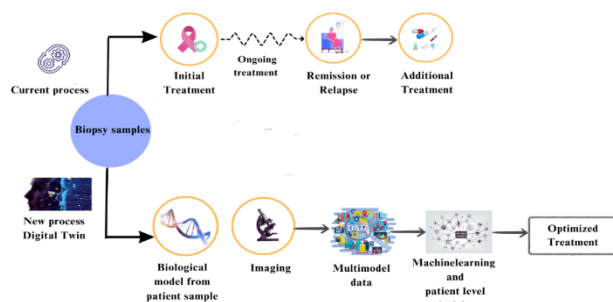 Current process
Initial
Treatment
Ongoing
treatment
Remission or
Relapse
Additional
Treatment
Biopsy samples
New process
Digital Twin
Biological
model from
patient sample
Imaging
DATA
Multimodel
data
Machinelearning
and
patient level
Optimized
Treatment